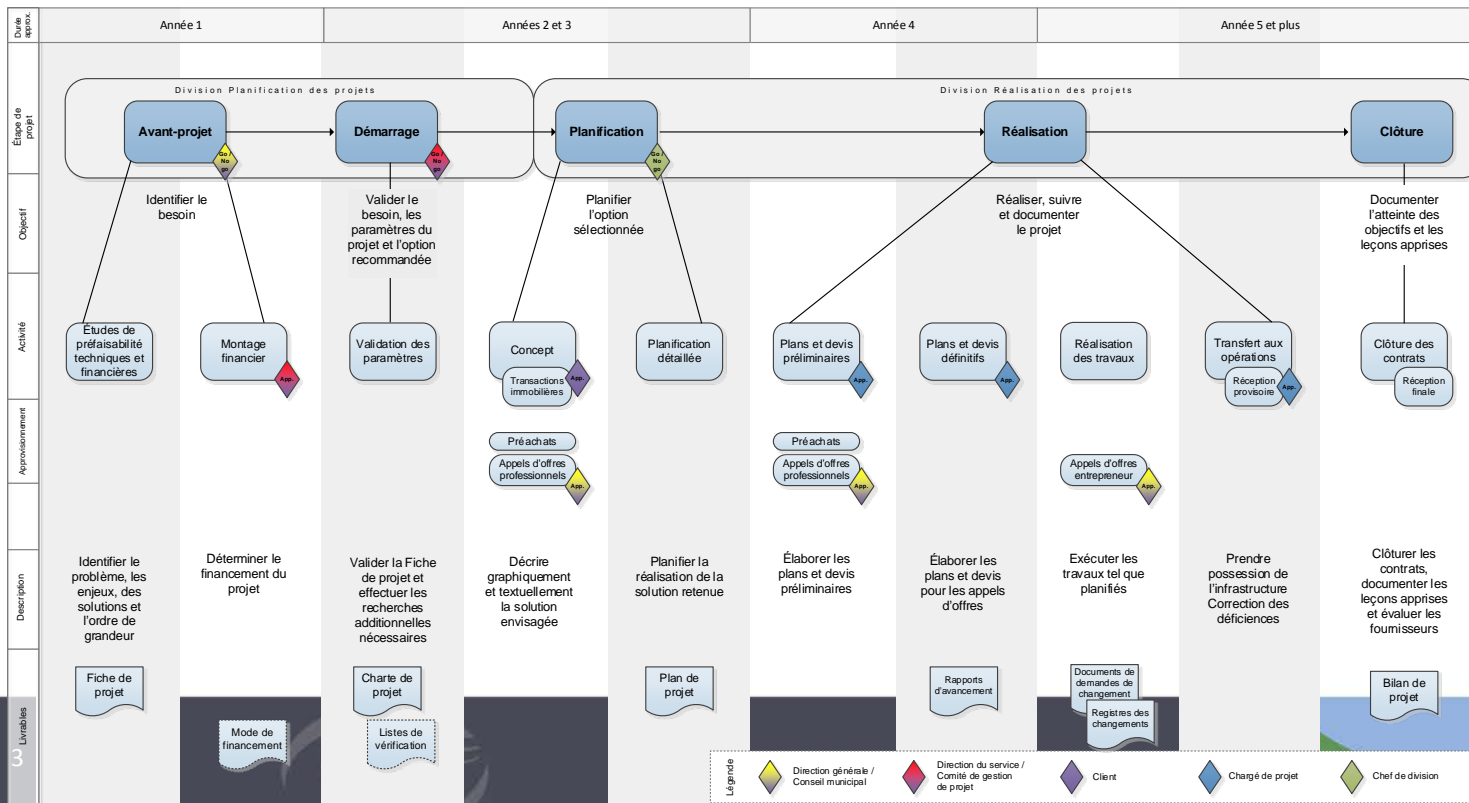 Durée
approx.
Année 1
Années 2 et 3
Année 4
Année 5 et plus
Étape de
projet
Division Planification des projets
Division Réalisation des projets
Avant-projet
Go /
No
go
Démarrage
Go /
No
go
Planification
Go /
No
go
Réalisation
Clôture
Objectif
Identifier le
besoin
Valider le
besoin, les
paramètres du
projet et l'option
recommandée
Planifier
l'option
sélectionnée
Réaliser, suivre
et documenter
le projet
Documenter
l'atteinte des
objectifs et les
leçons apprises
Activité
Études de
préfaisabilité
techniques et
financières
Montage
financier
App.
Validation des
paramètres
Concept
Transactions
immobilières
App.
Planification
détaillée
Plans et devis
préliminaires
App.
Plans et devis
définitifs
App.
Réalisation
des travaux
Transfert aux
opérations
Réception
provisoire
App.
Clôture des
contrats
Réception
finale
Approvisionnement
Préachats
Appels d'offres
professionnels
App.
Préachats
Appels d'offres
professionnels
App.
Appels d'offres
entrepreneur
App.
Description
Identifier le
problème, les
enjeux, des
solutions et
l'ordre de
grandeur
Déterminer le
financement du
projet
Valider la Fiche
de projet et
effectuer les
recherches
additionnelles
nécessaires
Décrire
graphiquement
et textuellement
la solution
envisagée
Planifier la
réalisation de la
solution retenue
Élaborer les
plans et devis
préliminaires
Élaborer les
plans et devis
pour les appels
d'offres
Exécuter les
travaux tel que
planifiés
Prendre
possession de
l'infrastructure
Correction des
déficiences
Clôturer les
contrats,
documenter les
leçons apprises
et évaluer les
fournisseurs
Livrables
Fiche de
projet
Mode de
financement
Charte de
projet
Listes de
vérification
Plan de
projet
Rapports
d'avancement
Documents de
demandes de
changement
Registres des
changements
Bilan de
projet
3
Légende
Direction générale /
Conseil municipal
Direction du service /
Comité de gestion
de projet
Client
Chargé de projet
Chef de division